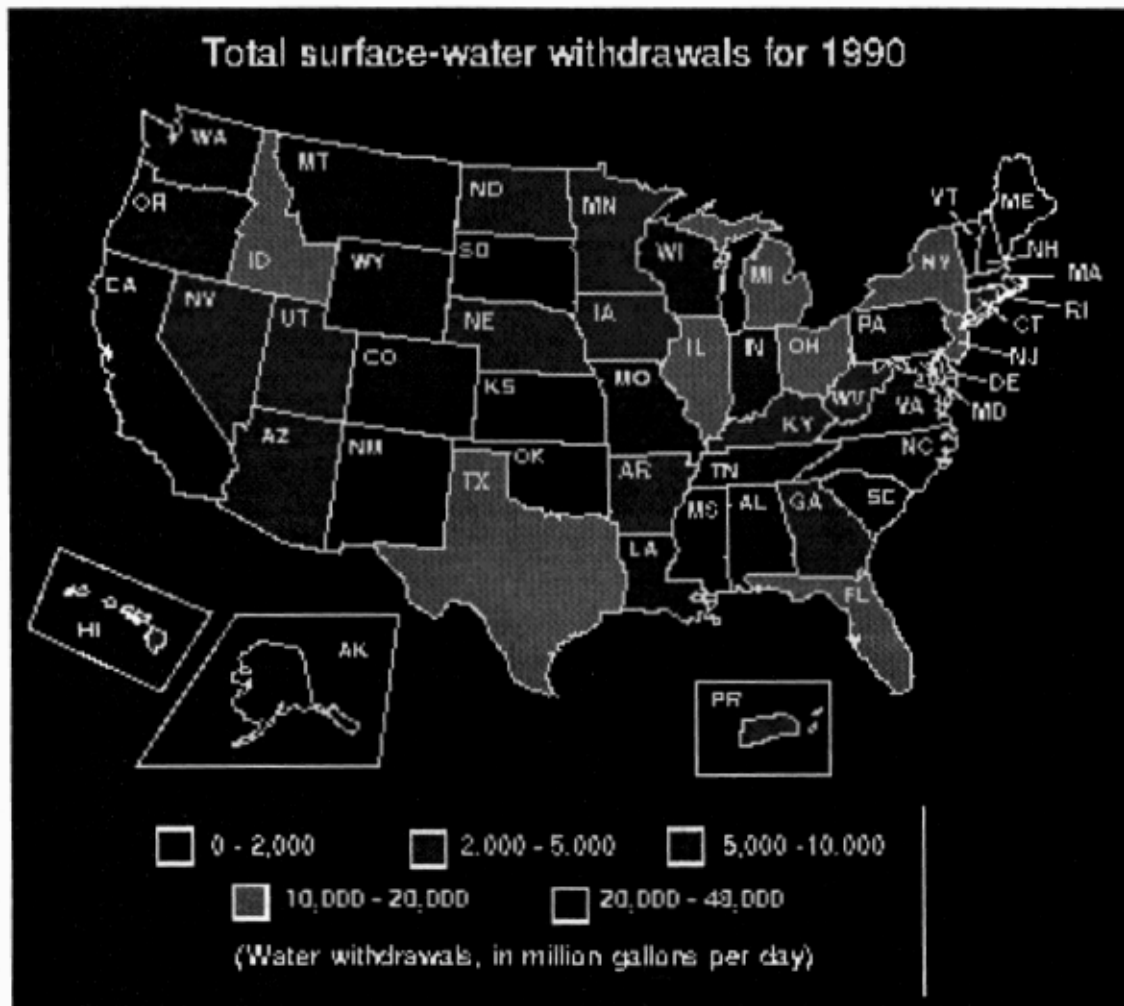 Total surface-water withdrawals for 1990
WA
MT
ND
MN
VT
ME
OR
ID
WY
SD
WI
MI
NY
NH
MA
CA
NV
UT
NE
IA
PA
RI
CT
CO
IL
IN
OH
NJ
KS
MO
WV
DE
VA
MD
KY
AZ
NM
OK
AR
TN
NC
TX
MS
AL
GA
SC
LA
FL
HI
AK
PR
0 - 2,000
2.000 - 5.000
5,000 -10.000
10,000 - 20,000
20,000 - 40,000
(Water withdrawals, in million gallons per day)